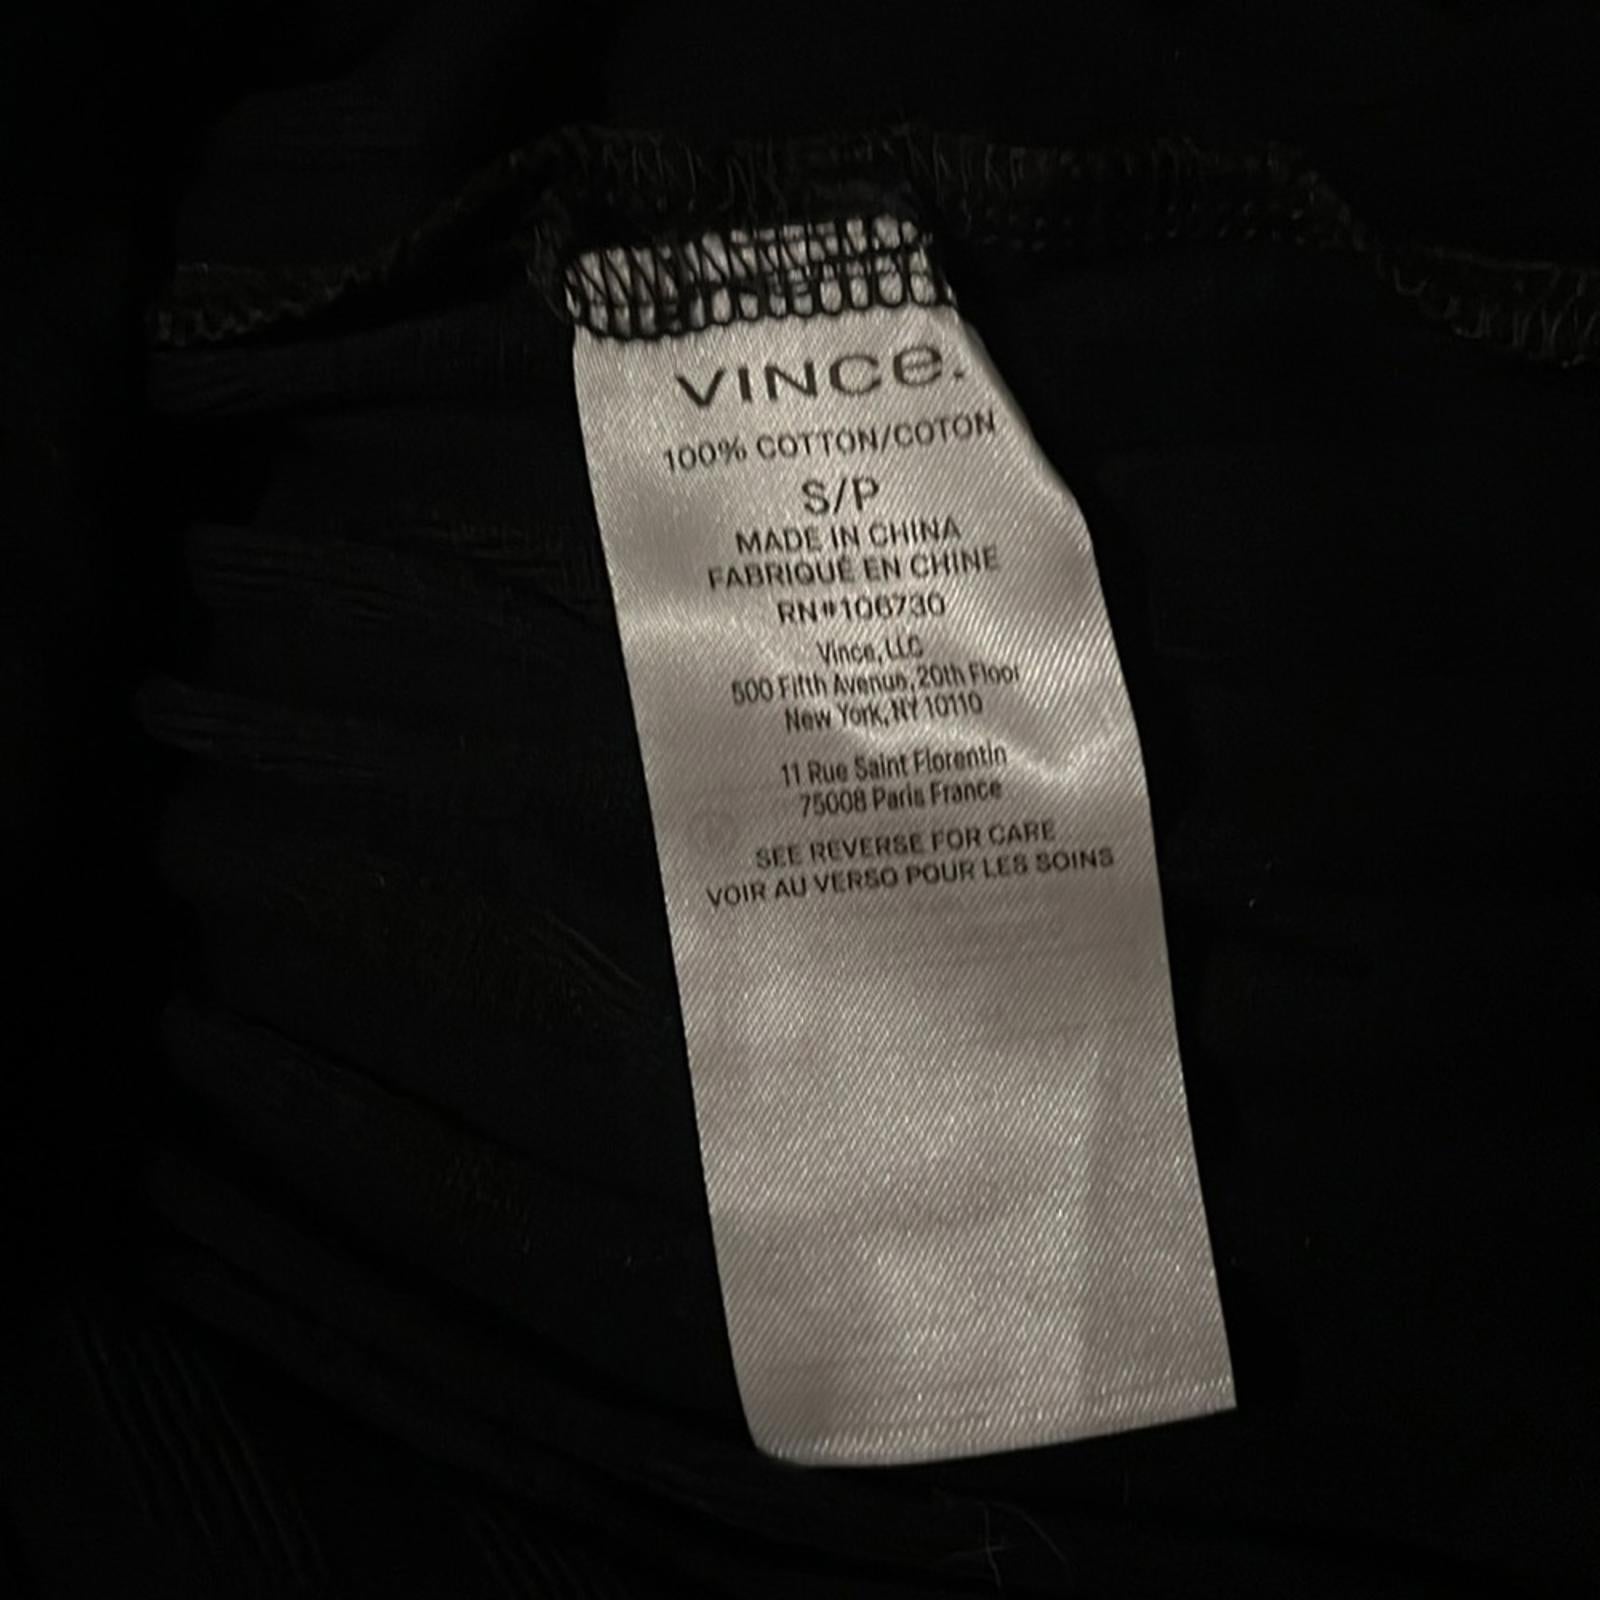 VINCe.
100% COTTON/COTON
S/P
MADE IN CHINA
FABRIQUÉ EN CHINE
RN#106730
Vince, LLC
500 Fifth Avenue, 20th Floor
New York, NY 10110
11 Rue Saint Florentin
75008 Paris France
SEE REVERSE FOR CARE
VOIR AU VERSO POUR LES SOINS